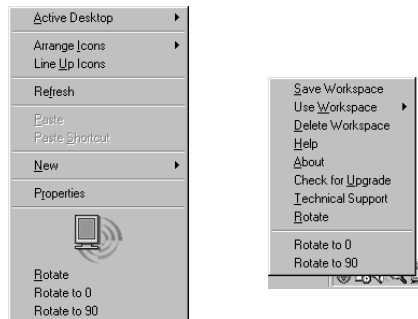 Active Desktop
Arrange Icons
Line Up Icons
Refresh
Paste
Paste Shortcut
New
Properties
Rotate
Rotate to 0
Rotate to 90
Save Workspace
Use Workspace
Delete Workspace
Help
About
Check for Upgrade
Technical Support
Rotate
Rotate to 0
Rotate to 90